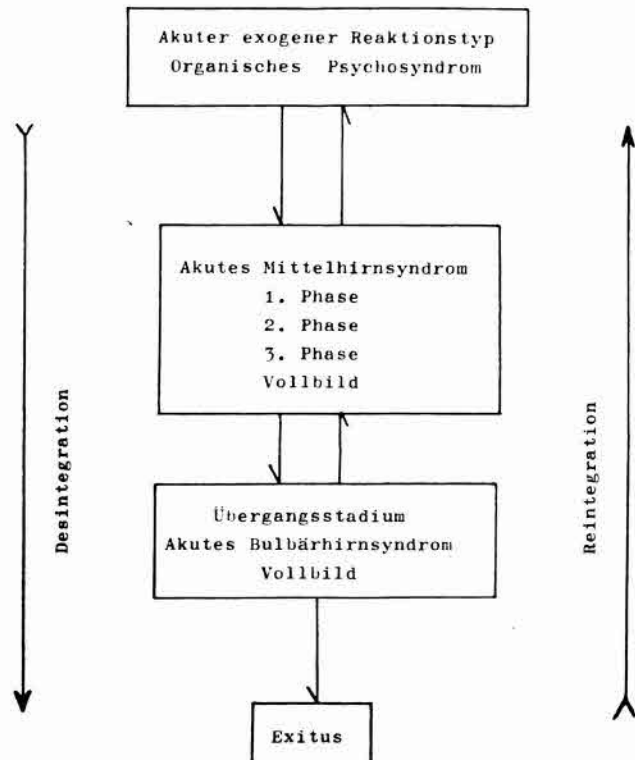 Akuter exogener Reaktionstyp
Organisches Psychosyndrom
Akutes Mittelhirnsyndrom
1. Phase
2. Phase
3. Phase
Vollbild
Desintegration
Reintegration
Übergangsstadium
Akutes Bulbärhirnsyndrom
Vollbild
Exitus